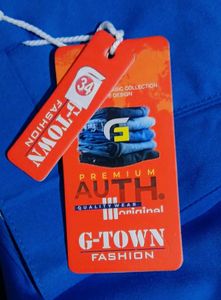 34
G-TOWN
FASHION
SIC COLLECTION
DESIGN
G
PREMIUM
AUTH.
QUALITY WEAR
original
G-TOWN
FASHION